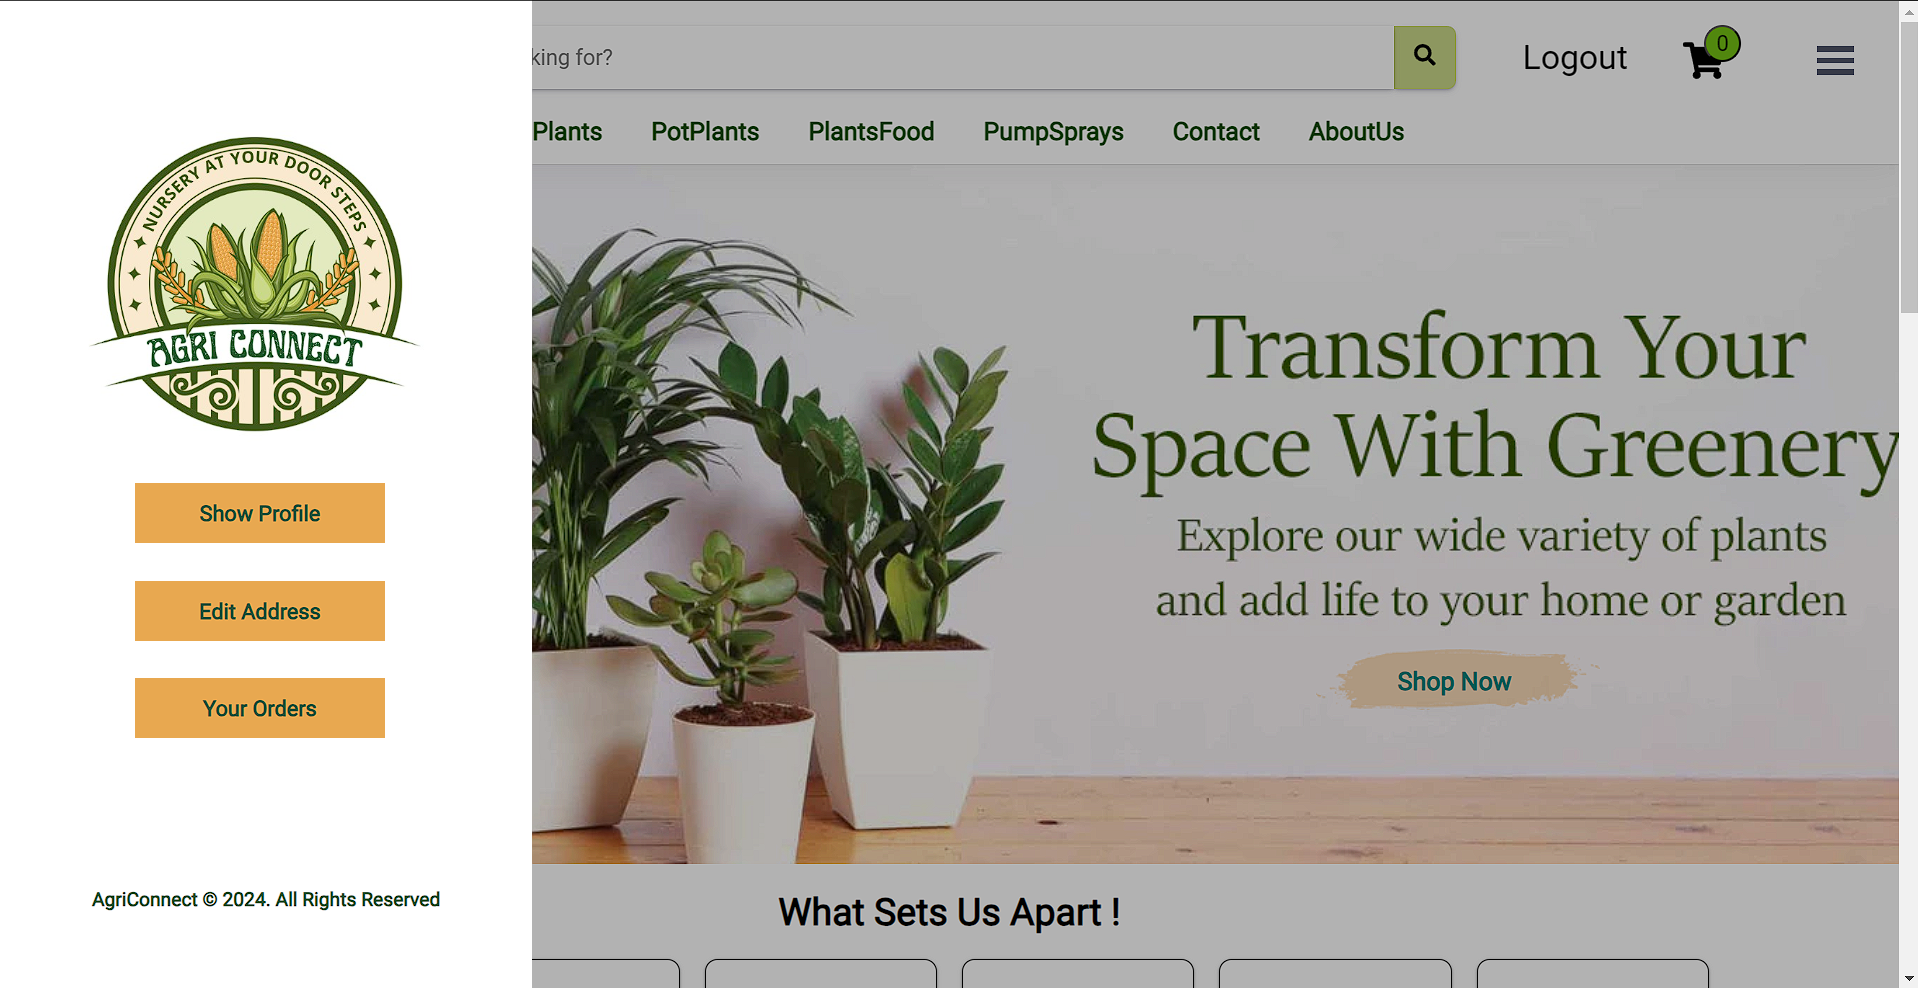 NURSERY AT YOUR DOOR STEPS
AGRI CONNECT
Show Profile
Edit Address
Your Orders
AgriConnect © 2024. All Rights Reserved
king for?
Logout
0
Plants PotPlants PlantsFood PumpSprays Contact AboutUs
Transform Your
Space With Greenery
Explore our wide variety of plants
and add life to your home or garden
Shop Now
What Sets Us Apart !